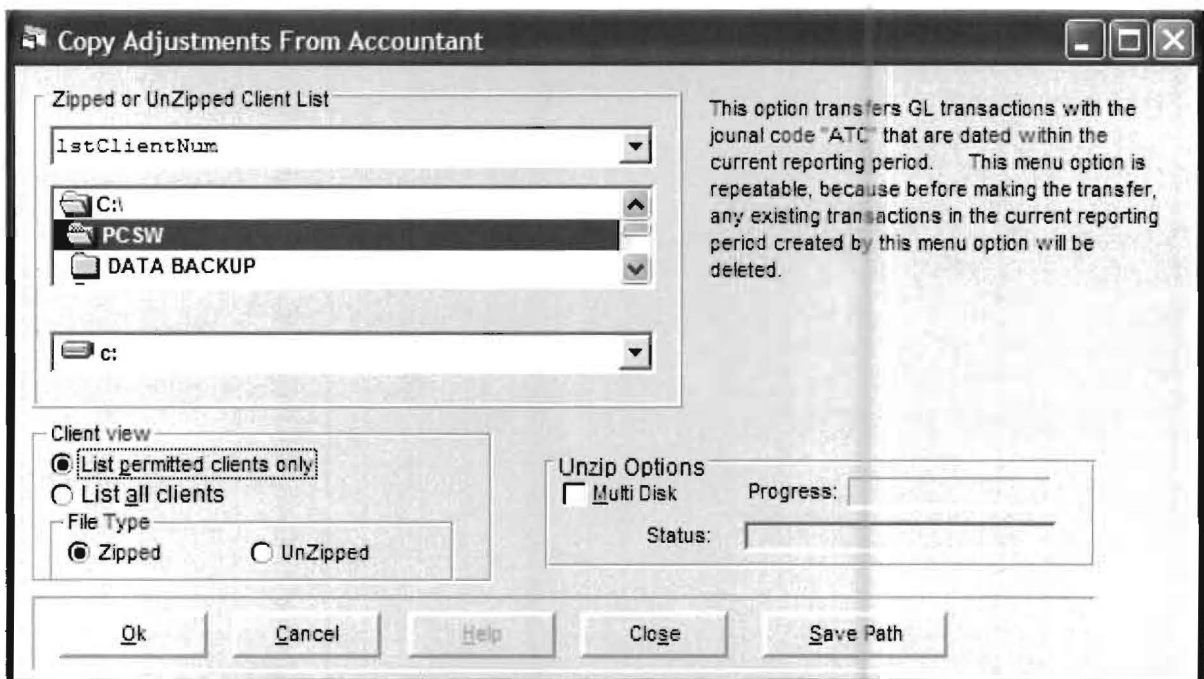 Copy Adjustments From Accountant
Zipped or UnZipped Client List
lstClientNum
C:\
PCSW
DATA BACKUP
c:
This option transfers GL transactions with the
jounal code "ATC" that are dated within the
current reporting period. This menu option is
repeatable, because before making the transfer,
any existing transactions in the current reporting
period created by this menu option will be
deleted.
Client view
List permitted clients only
List all clients
File Type
Zipped UnZipped
Unzip Options
Multi Disk Progress:
Status:
Ok Cancel Help Close Save Path